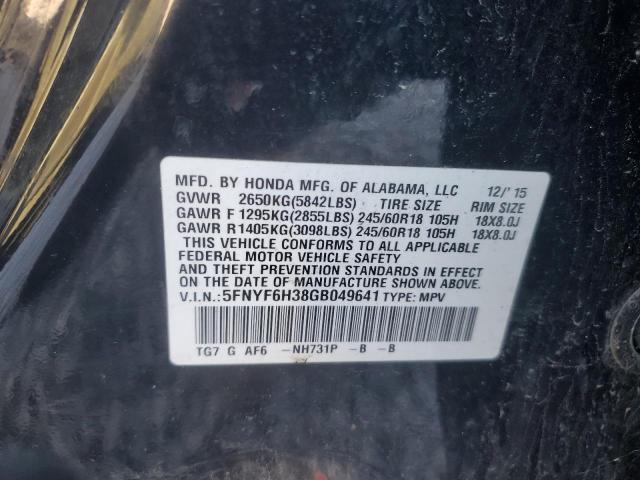 MFD. BY HONDA MFG. OF ALABAMA, LLC 12/'15
GVWR 2650KG(5842LBS) TIRE SIZE RIM SIZE
GAWR F 1295KG(2855LBS) 245/60R18 105H 18X8.0J
GAWR R1405KG(3098LBS) 245/60R18 105H 18X8.0J
THIS VEHICLE CONFORMS TO ALL APPLICABLE
FEDERAL MOTOR VEHICLE SAFETY
AND THEFT PREVENTION STANDARDS IN EFFECT
ON THE DATE OF MANUFACTURE SHOWN ABOVE.
V.I.N.:5FNYF6H38GB049641 TYPE: MPV
TG7 G AF6 -NH731P -B -B